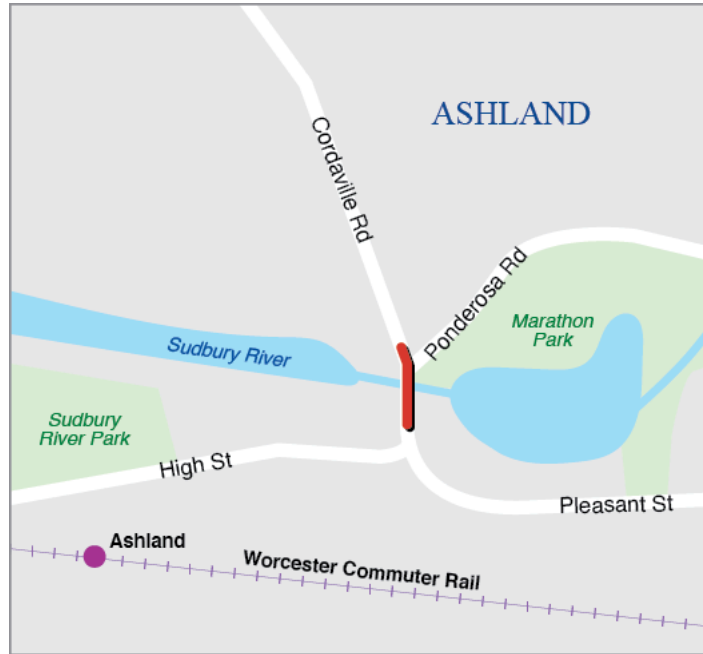 ASHLAND
Cordaville Rd
Ponderosa Rd
Marathon
Park
Sudbury River
Sudbury
River Park
High St
Pleasant St
Ashland
Worcester Commuter Rail